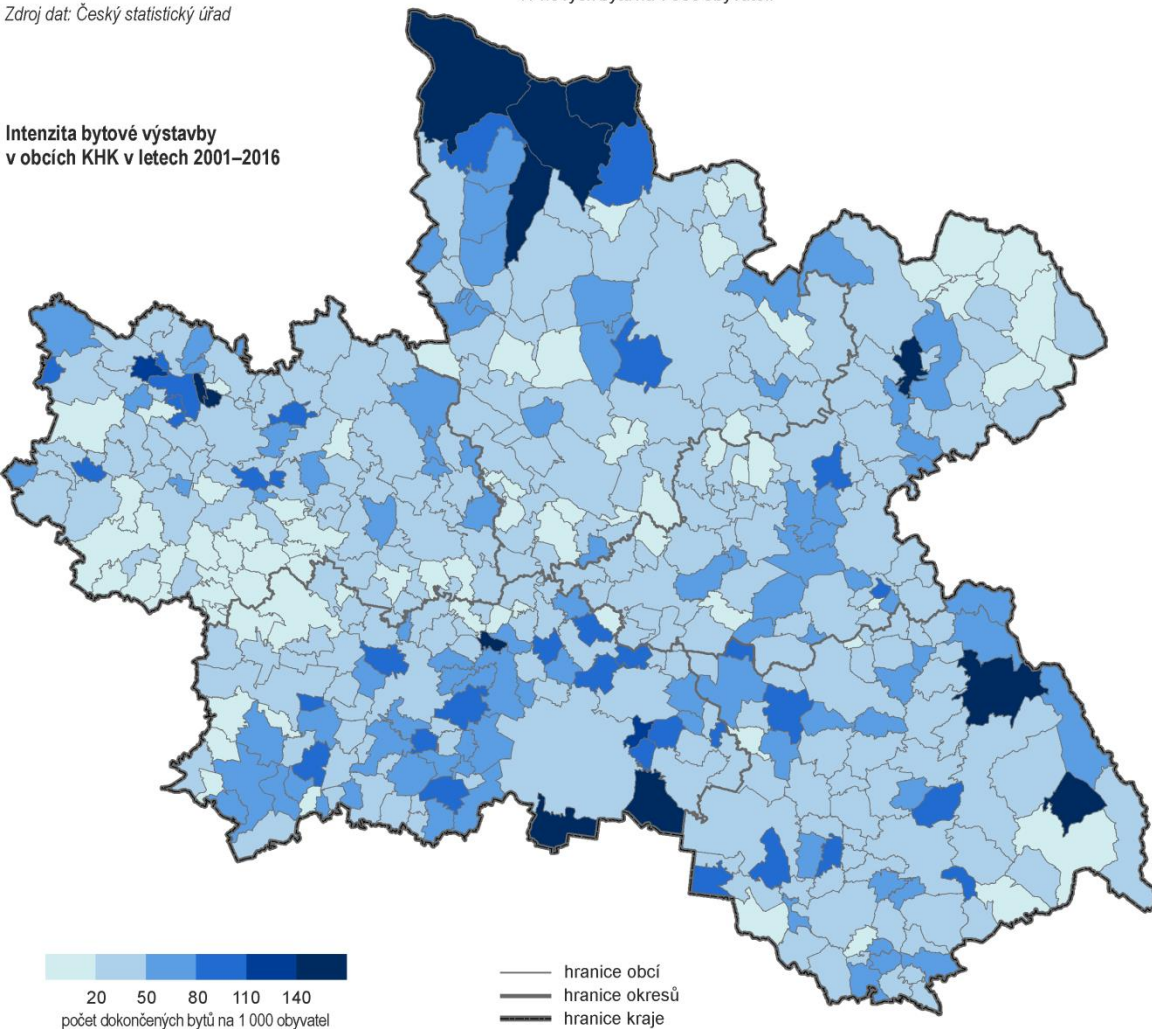 Zdroj dat: Český statistický úřad
Intenzita bytové výstavby
v obcích KHK v letech 2001–2016
20 50 80 110 140
počet dokončených bytů na 1 000 obyvatel
hranice obcí
hranice okresů
hranice kraje